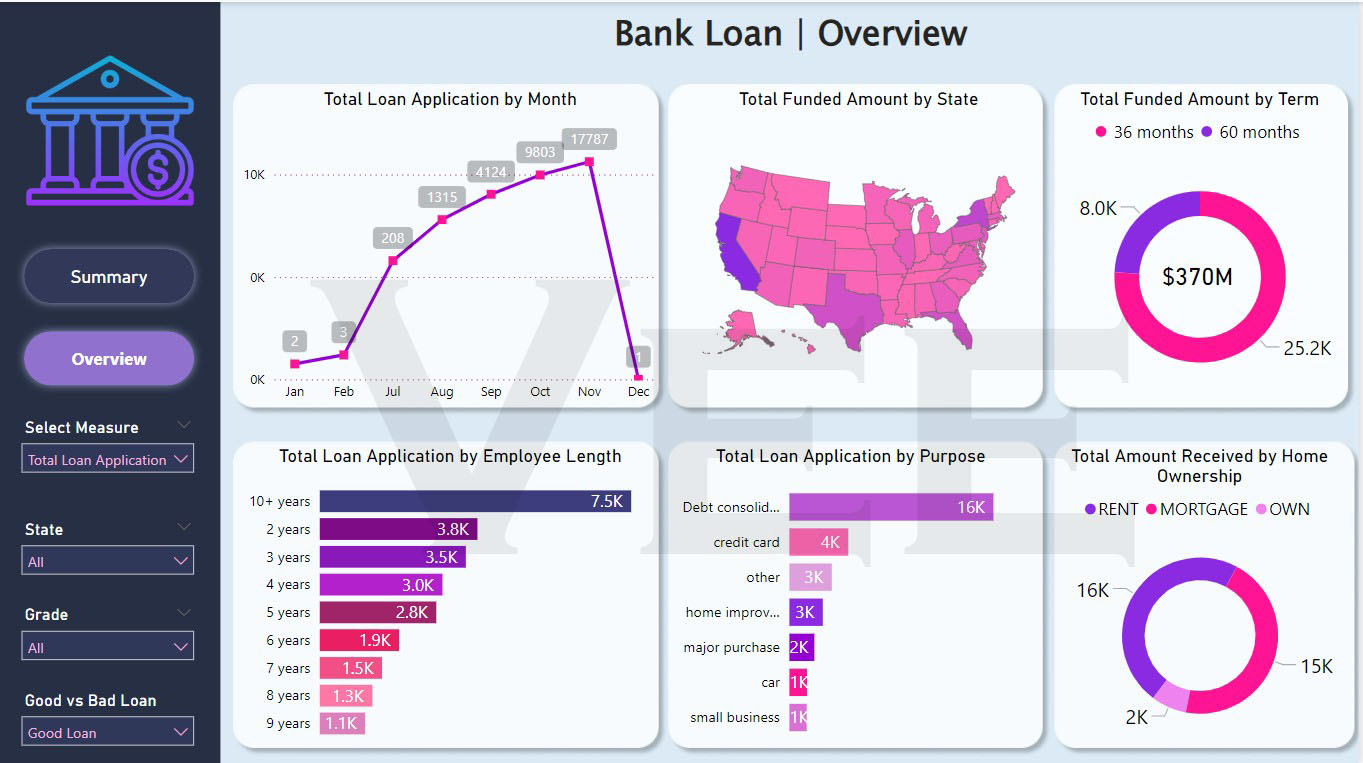 Bank Loan | Overview
$
Summary
Overview
Select Measure
Total Loan Application
State
All
Grade
All
Good vs Bad Loan
Good Loan
Total Loan Application by Month
10K
0K
0K
2
3
208
1315
4124
9803
17787
1
Jan Feb Jul Aug Sep Oct Nov Dec
Total Funded Amount by State
Total Funded Amount by Term
36 months 60 months
8.0K
$370M
25.2K
Total Loan Application by Employee Length
10+ years 7.5K
2 years 3.8K
3 years 3.5K
4 years 3.0K
5 years 2.8K
6 years 1.9K
7 years 1.5K
8 years 1.3K
9 years 1.1K
Total Loan Application by Purpose
Debt consolid... 16K
credit card 4K
other 3K
home improv... 3K
major purchase 2K
car 1K
small business 1K
Total Amount Received by Home
Ownership
RENT MORTGAGE OWN
16K
15K
2K
VEE